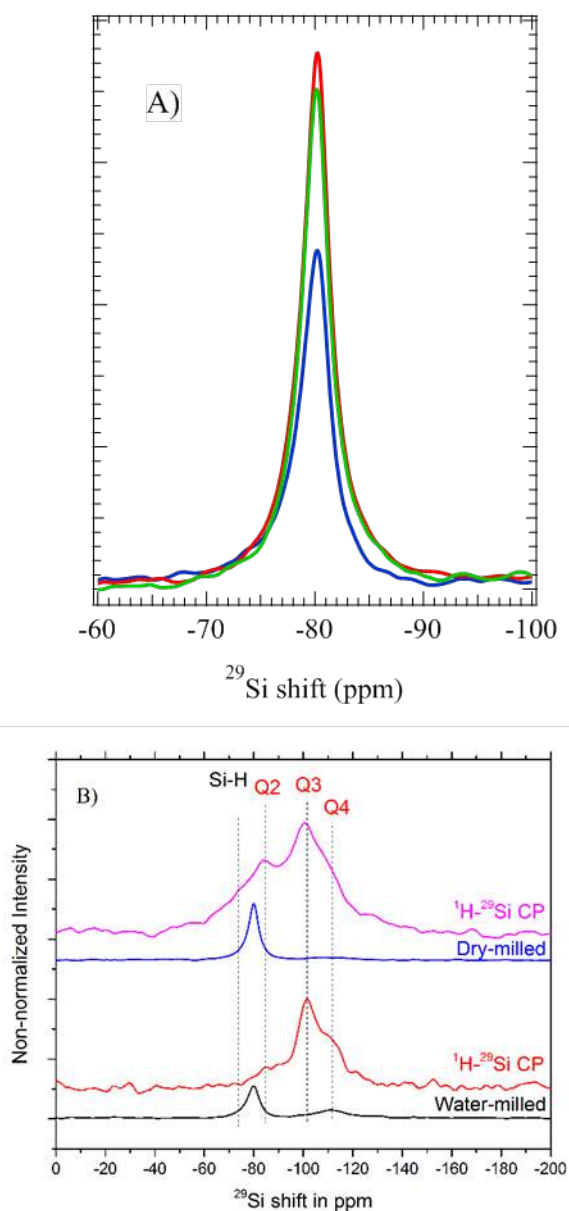 A)
-60 -70 -80 -90 -100
²⁹Si shift (ppm)
B)
Si-H
Q2
Q3
Q4
¹H-²⁹Si CP
Dry-milled
¹H-²⁹Si CP
Water-milled
Non-normalized Intensity
0 -20 -40 -60 -80 -100 -120 -140 -160 -180 -200
²⁹Si shift in ppm